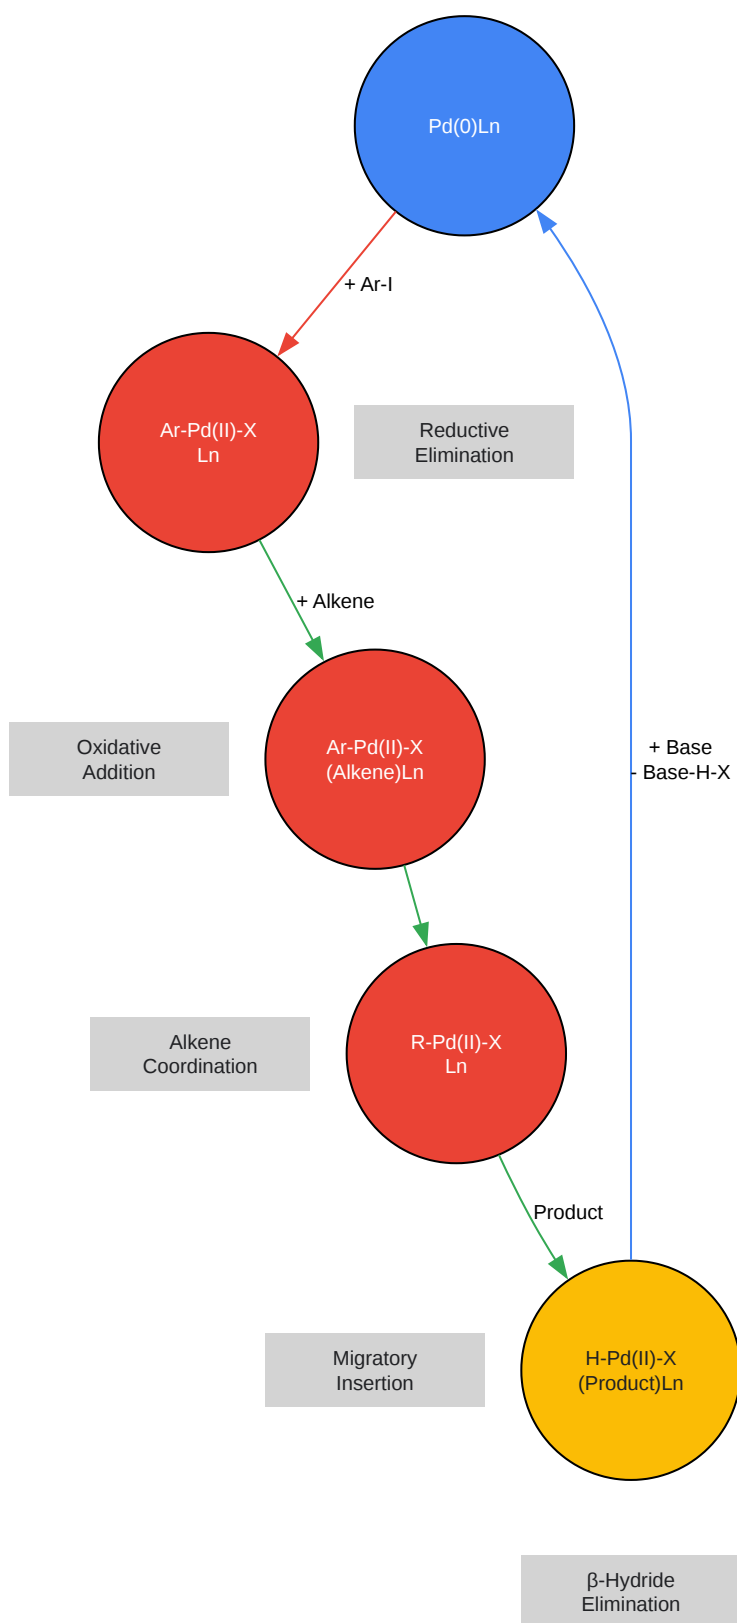 Pd(0)Ln
+ Ar-I
Ar-Pd(II)-X
Ln
Reductive
Elimination
+ Alkene
Oxidative
Addition
Ar-Pd(II)-X
(Alkene)Ln
+ Base
- Base-H-X
Alkene
Coordination
R-Pd(II)-X
Ln
Product
Migratory
Insertion
H-Pd(II)-X
(Product)Ln
β-Hydride
Elimination